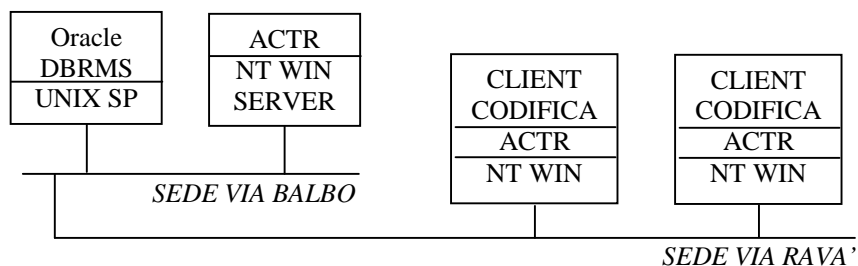 Oracle
DBRMS
UNIX SP
ACTR
NT WIN
SERVER
CLIENT
CODIFICA
ACTR
NT WIN
CLIENT
CODIFICA
ACTR
NT WIN
SEDE VIA BALBO
SEDE VIA RAVA’